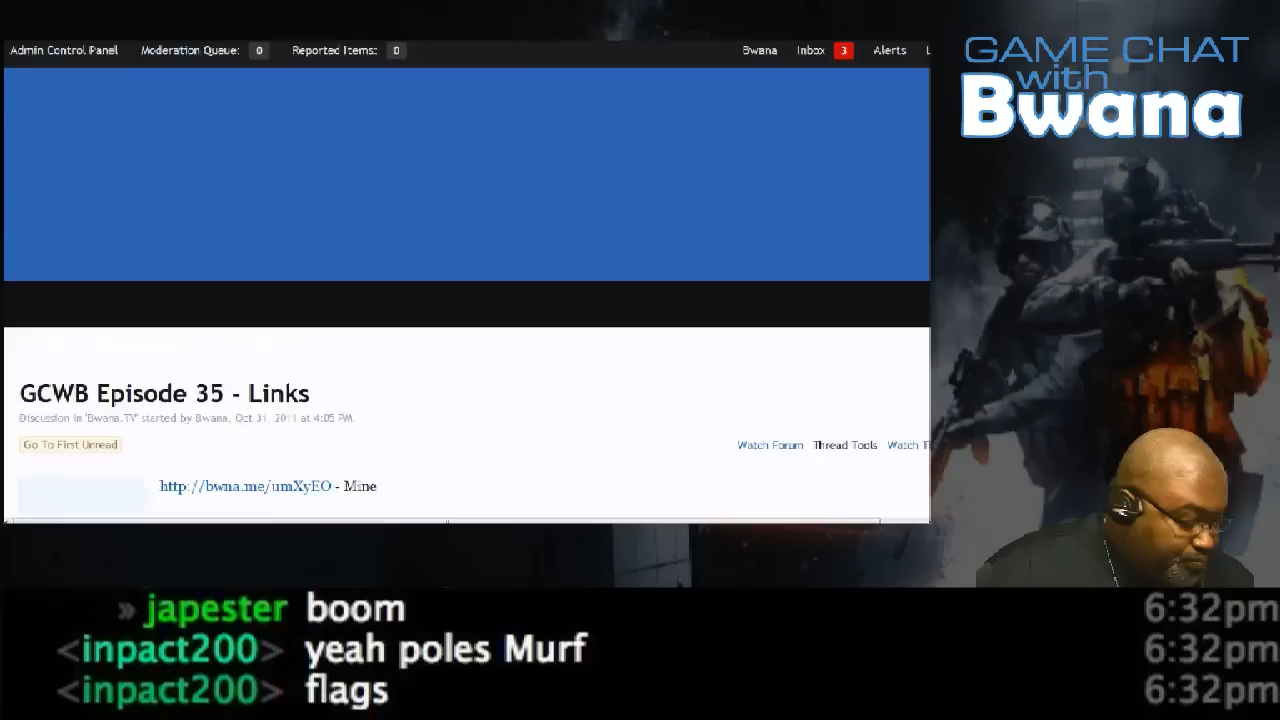 Admin Control Panel Moderation Queue: 0 Reported Items: 0 Bwana Inbox 3 Alerts
GAME CHAT
with
Bwana
GCWB Episode 35 - Links
Discussion in 'Bwana.TV' started by Bwana, Oct 31, 2011 at 4:05 PM.
Go To First Unread Watch Forum Thread Tools Watch T
http://bwna.me/umXyEO - Mine
» japester boom 6:32pm
<inpact200> yeah poles Murf 6:32pm
<inpact200> flags 6:32pm